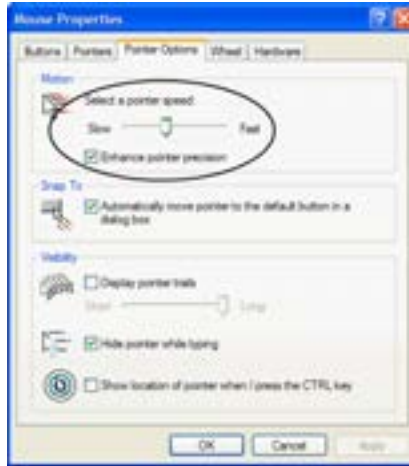 Mouse Properties
Buttons Pointers Pointer Options Wheel Hardware
Motion
Select a pointer speed:
Slow Fast
Enhance pointer precision
Snap To
Automatically move pointer to the default button in a
dialog box
Visibility
Display pointer trails
Short Long
Hide pointer while typing
Show location of pointer when I press the CTRL key
OK Cancel Apply